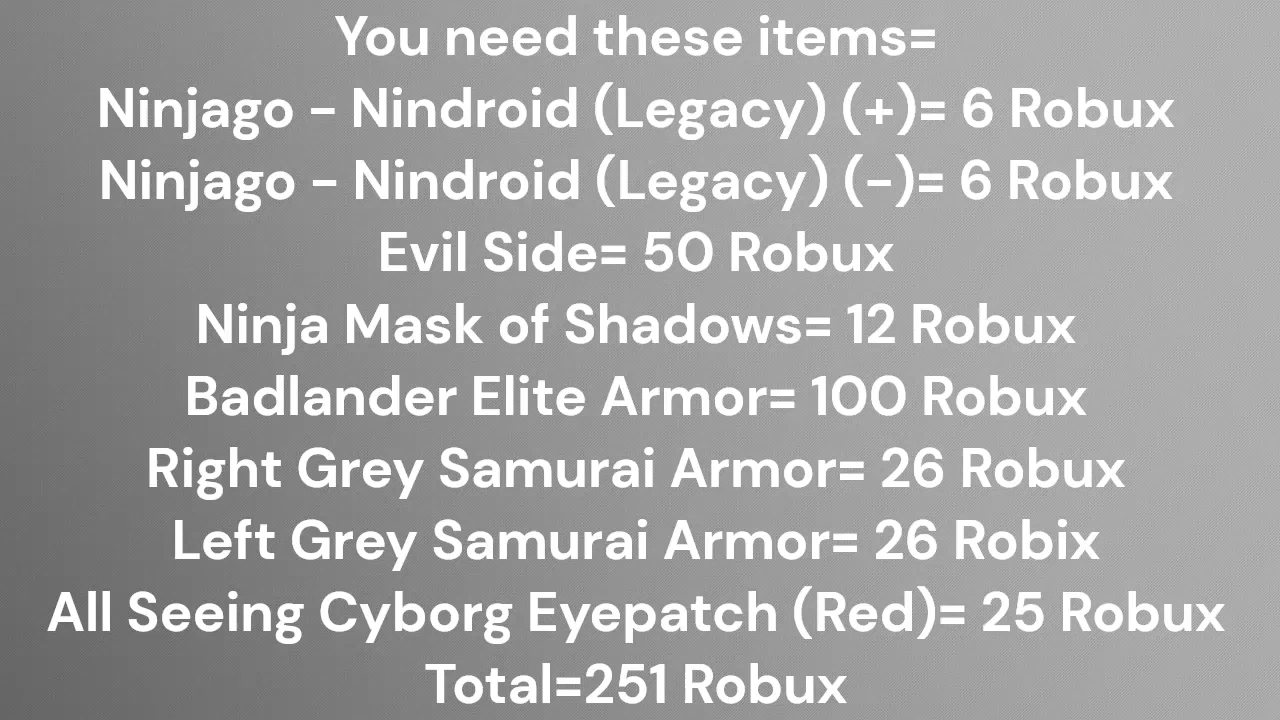 You need these items=
Ninjago - Nindroid (Legacy) (+)= 6 Robux
Ninjago - Nindroid (Legacy) (-)= 6 Robux
Evil Side= 50 Robux
Ninja Mask of Shadows= 12 Robux
Badlander Elite Armor= 100 Robux
Right Grey Samurai Armor= 26 Robux
Left Grey Samurai Armor= 26 Robix
All Seeing Cyborg Eyepatch (Red)= 25 Robux
Total=251 Robux